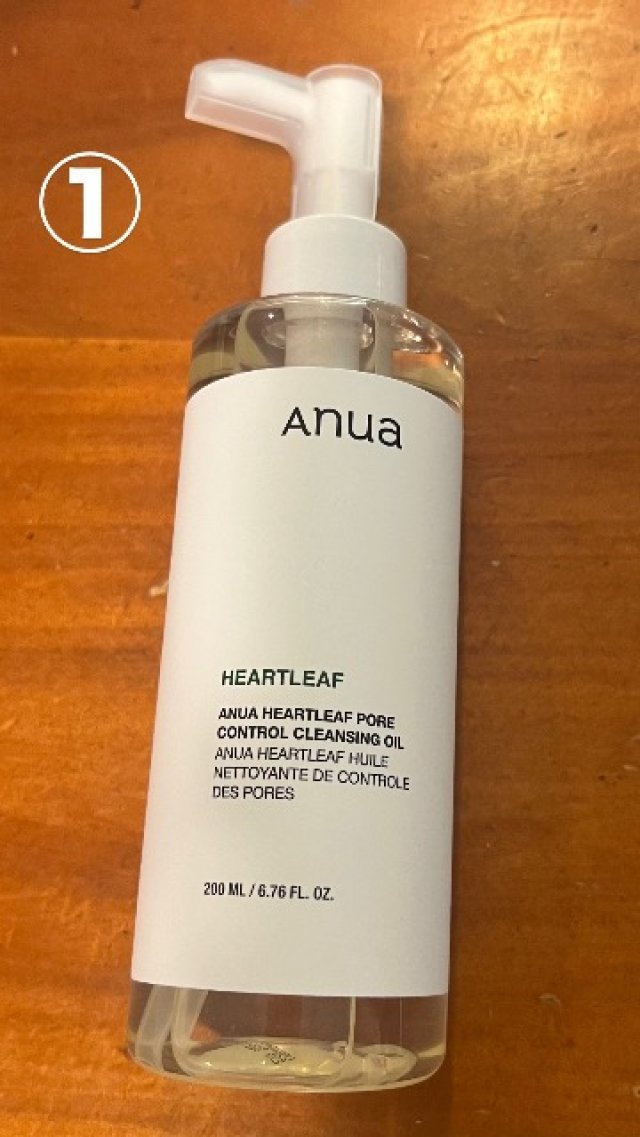 ①
Anua
HEARTLEAF
ANUA HEARTLEAF PORE
CONTROL CLEANSING OIL
ANUA HEARTLEAF HUILE
NETTOYANTE DE CONTROLE
DES PORES
200 ML / 6.76 FL. OZ.